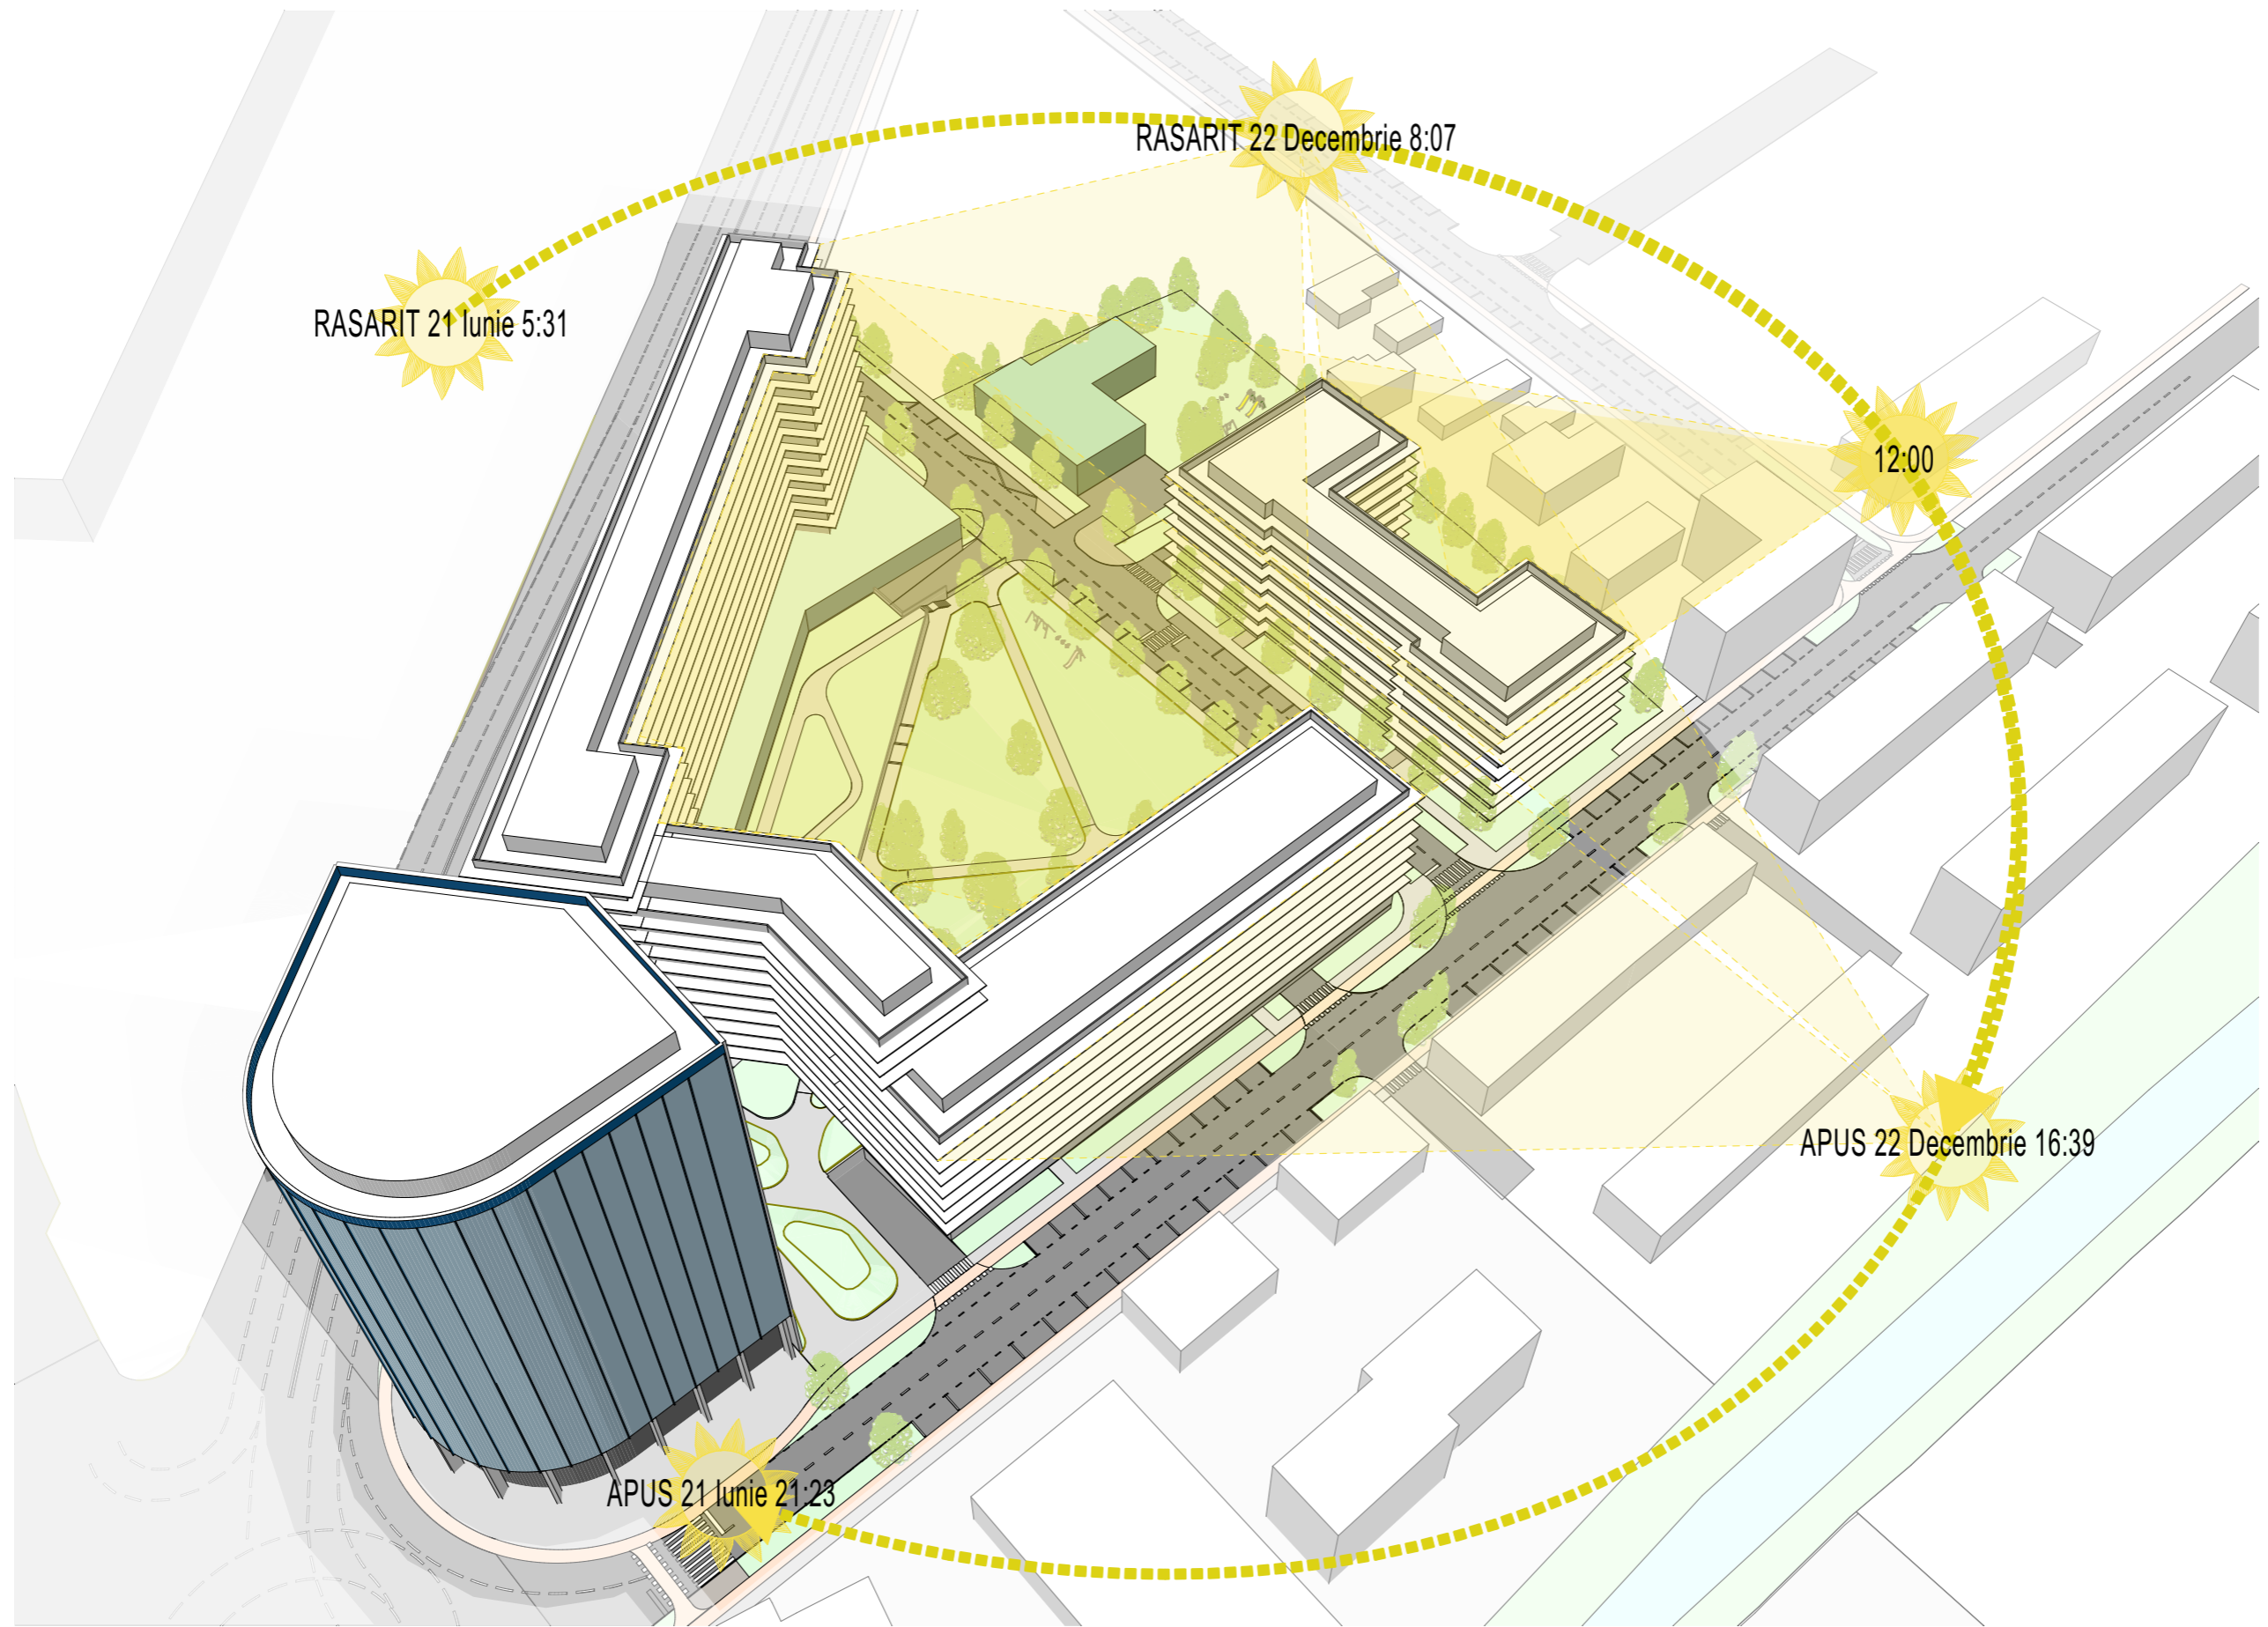 RASARIT 22 Decembrie 8:07
RASARIT 21 Iunie 5:31
12:00
APUS 22 Decembrie 16:39
APUS 21 Iunie 21:23